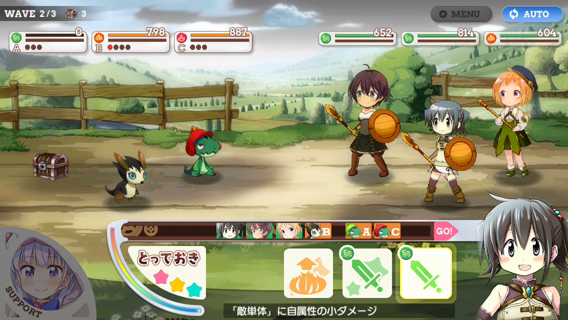 WAVE 2/3 3
MENU
AUTO
0
A
798
B
887
C
652
814
604
B A C GO!
とっておき
SUPPORT
「敵単体」に自属性の小ダメージ